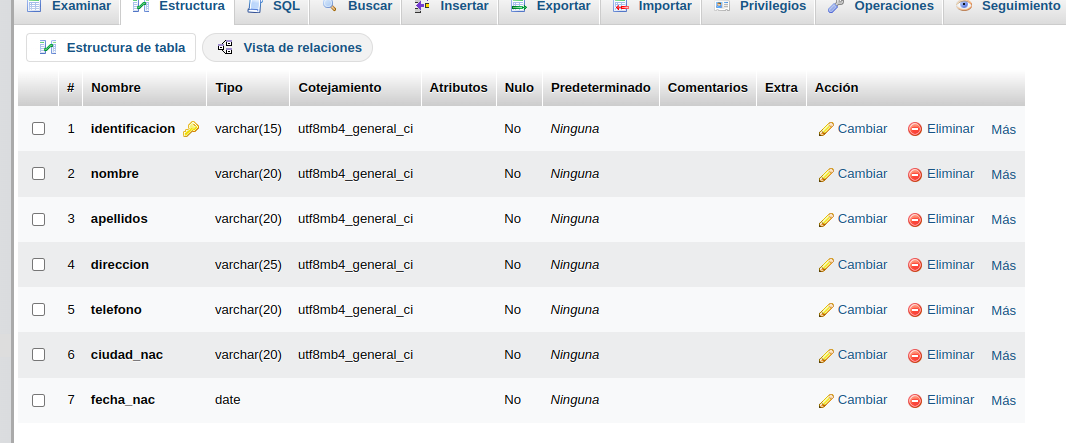 Examinar Estructura SQL Buscar Insertar Exportar Importar Privilegios Operaciones Seguimiento
Estructura de tabla Vista de relaciones
# Nombre Tipo Cotejamiento Atributos Nulo Predeterminado Comentarios Extra Acción
1 identificacion varchar(15) utf8mb4_general_ci No Ninguna Cambiar Eliminar Más
2 nombre varchar(20) utf8mb4_general_ci No Ninguna Cambiar Eliminar Más
3 apellidos varchar(20) utf8mb4_general_ci No Ninguna Cambiar Eliminar Más
4 direccion varchar(25) utf8mb4_general_ci No Ninguna Cambiar Eliminar Más
5 telefono varchar(20) utf8mb4_general_ci No Ninguna Cambiar Eliminar Más
6 ciudad_nac varchar(20) utf8mb4_general_ci No Ninguna Cambiar Eliminar Más
7 fecha_nac date No Ninguna Cambiar Eliminar Más